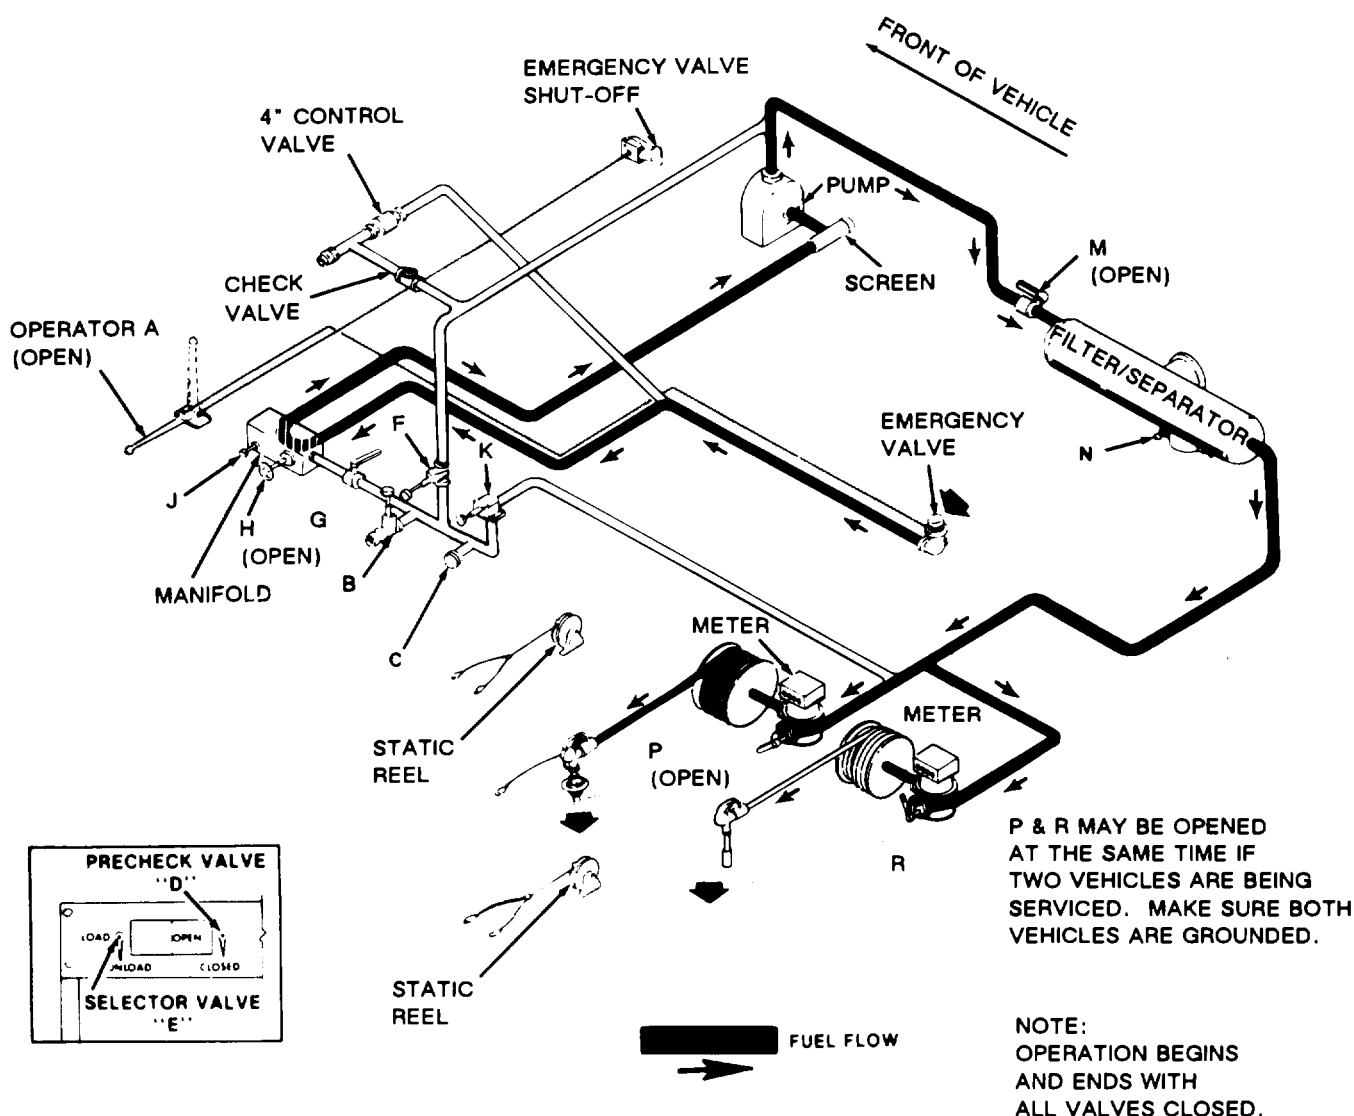 FRONT OF VEHICLE
EMERGENCY VALVE
SHUT-OFF
4" CONTROL
VALVE
PUMP
SCREEN
M
(OPEN)
CHECK
VALVE
OPERATOR A
(OPEN)
FILTER/SEPARATOR
EMERGENCY
VALVE
N
F
K
J
H
(OPEN)
G
MANIFOLD
B
C
METER
METER
STATIC
REEL
P
(OPEN)
R
P & R MAY BE OPENED
AT THE SAME TIME IF
TWO VEHICLES ARE BEING
SERVICED. MAKE SURE BOTH
VEHICLES ARE GROUNDED.
PRECHECK VALVE
"D"
LOAD
OPEN
UNLOAD
CLOSED
SELECTOR VALVE
"E"
STATIC
REEL
FUEL FLOW
NOTE:
OPERATION BEGINS
AND ENDS WITH
ALL VALVES CLOSED.